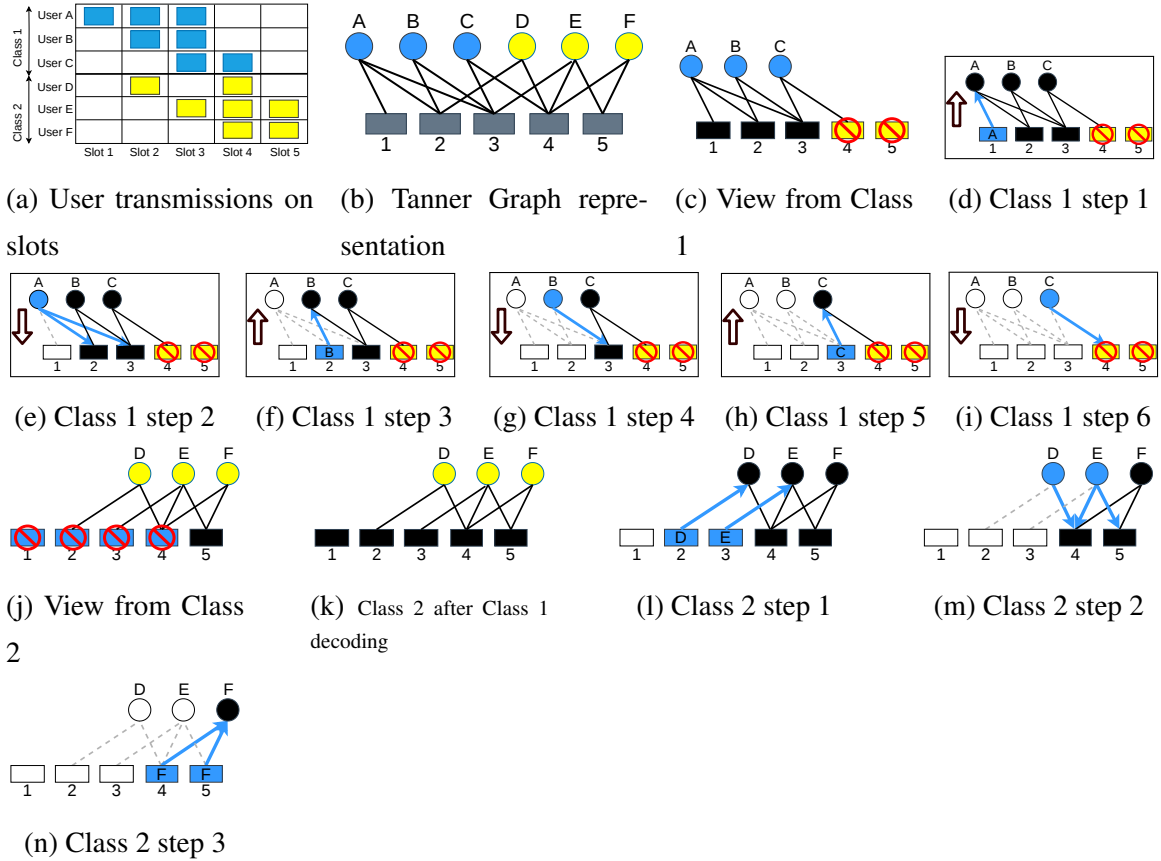 Class 1
Class 2
User A
User B
User C
User D
User E
User F
Slot 1 Slot 2 Slot 3 Slot 4 Slot 5
A B C D E F
1 2 3 4 5
A B C
1 2 3 4 5
A B C
A
1 2 3 4 5
(a) User transmissions on
slots
(b) Tanner Graph repre-
sentation
(c) View from Class
1
(d) Class 1 step 1
A B C
1 2 3 4 5
A B C
B
1 2 3 4 5
A B C
1 2 3 4 5
A B C
C
1 2 3 4 5
A B C
1 2 3 4 5
(e) Class 1 step 2
(f) Class 1 step 3
(g) Class 1 step 4
(h) Class 1 step 5
(i) Class 1 step 6
D E F
1 2 3 4 5
D E F
1 2 3 4 5
D E F
D E
1 2 3 4 5
D E F
1 2 3 4 5
(j) View from Class
2
(k) Class 2 after Class 1
decoding
(l) Class 2 step 1
(m) Class 2 step 2
D E F
F F
1 2 3 4 5
(n) Class 2 step 3